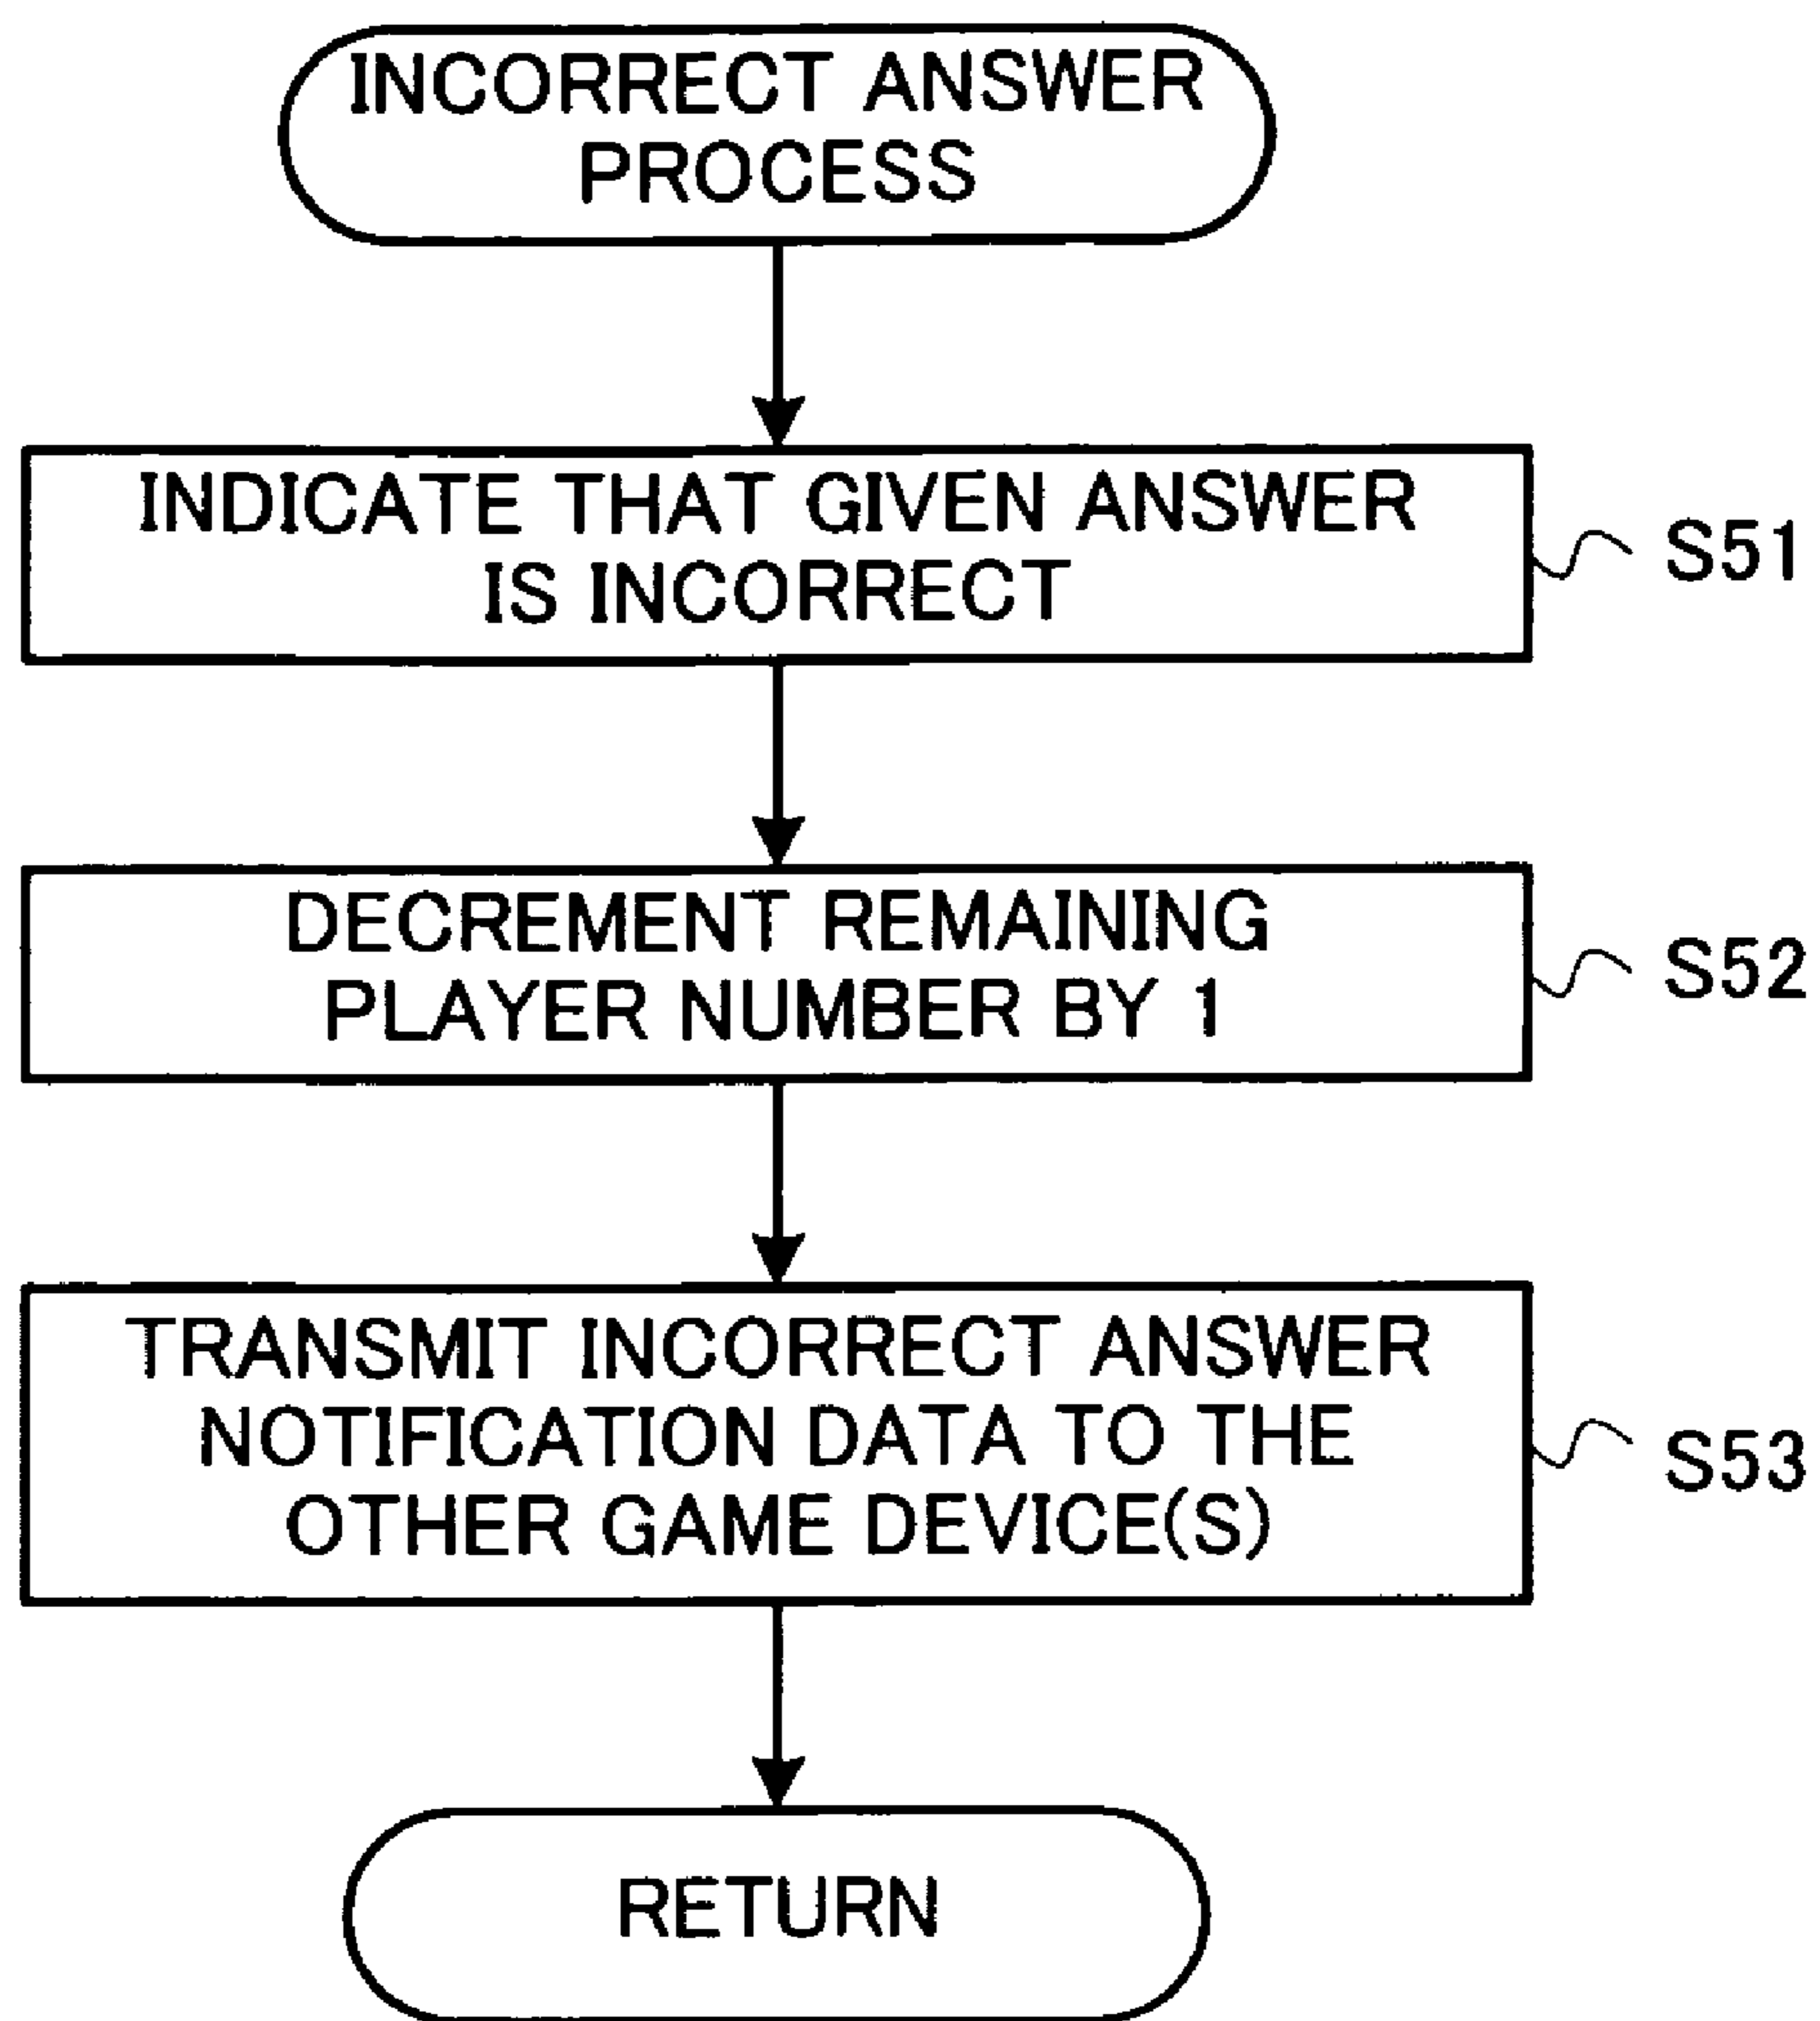 INCORRECT ANSWER
PROCESS
INDICATE THAT GIVEN ANSWER
IS INCORRECT
S51
DECREMENT REMAINING
PLAYER NUMBER BY 1
S52
TRANSMIT INCORRECT ANSWER
NOTIFICATION DATA TO THE
OTHER GAME DEVICE(S)
S53
RETURN